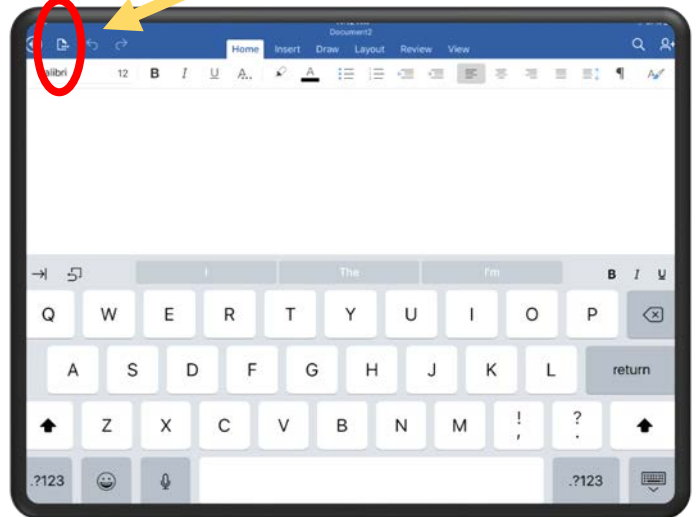 Document2
Home Insert Draw Layout Review View
alibri 12 B I U A.. A
I The I'm B I U
Q W E R T Y U I O P
A S D F G H J K L return
Z X C V B N M ! , ? .
.?123 .?123